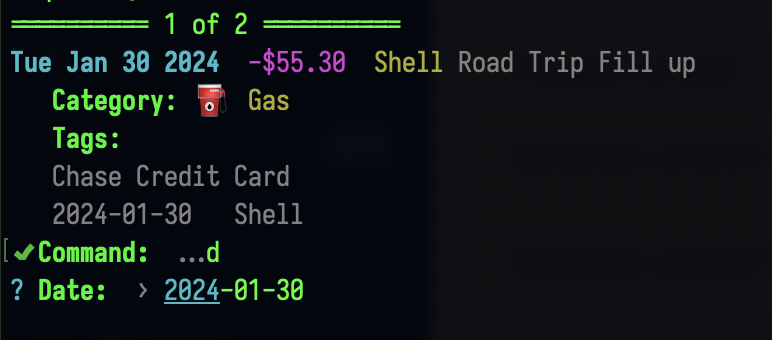 ══════════ 1 of 2 ══════════
Tue Jan 30 2024 -$55.30 Shell Road Trip Fill up
Category: ⛽ Gas
Tags:
Chase Credit Card
2024-01-30 Shell
✔Command: …d
? Date: › 2024-01-30